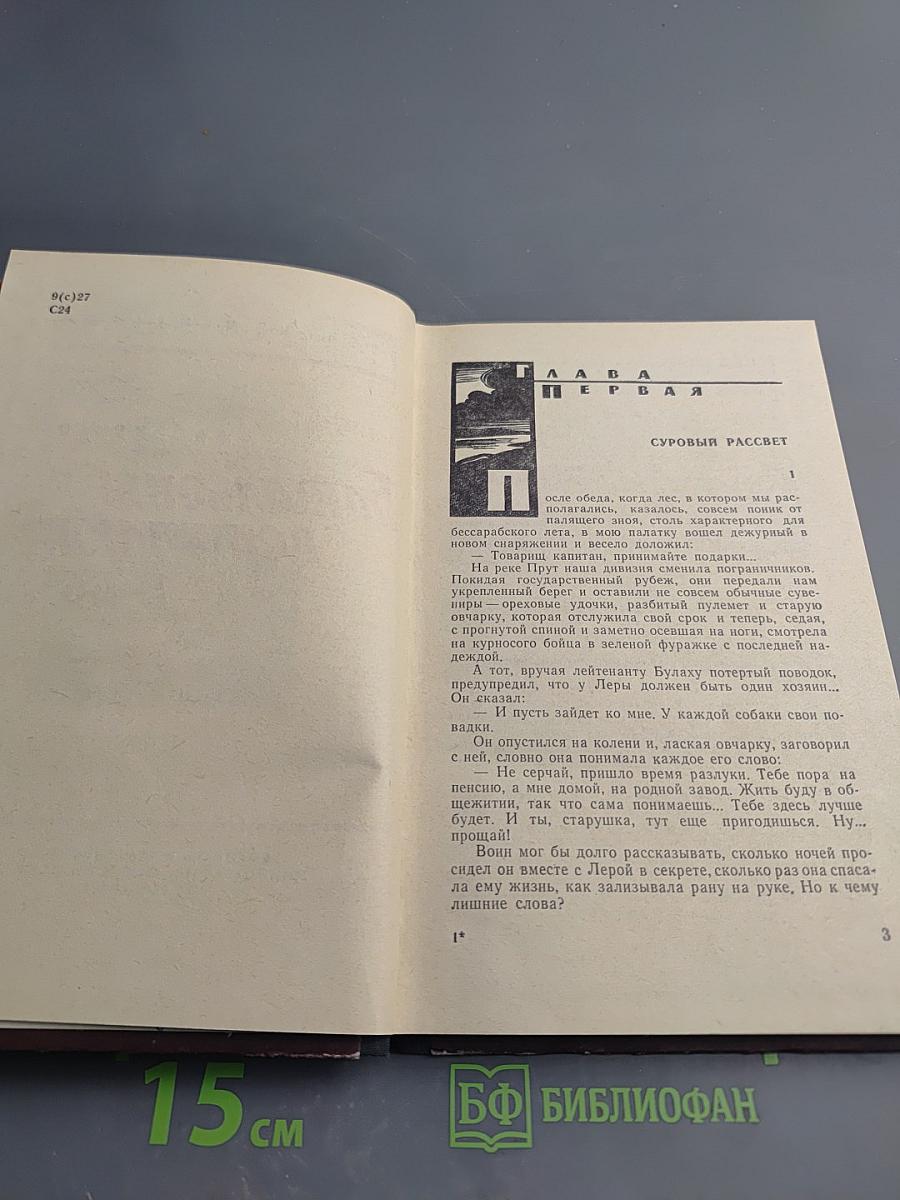 9(с)27
С24
ГЛАВА
ПЕРВАЯ
СУРОВЫЙ РАССВЕТ
1
После обеда, когда лес, в котором мы рас-
полагались, казалось, совсем поник от
палящего зноя, столь характерного для
бессарабского лета, в мою палатку вошел дежурный в
новом снаряжении и весело доложил:
— Товарищ капитан, принимайте подарки...
На реке Прут наша дивизия сменила пограничников.
Покидая государственный рубеж, они передали нам
укрепленный берег и оставили не совсем обычные суве-
ниры — ореховые удочки, разбитый пулемет и старую
овчарку, которая отслужила свой срок и теперь, седая,
с прогнутой спиной и заметно осевшая на ноги, смотрела
на курносого бойца в зеленой фуражке с последней на-
деждой.
А тот, вручая лейтенанту Булаху потертый поводок,
предупредил, что у Леры должен быть один хозяин...
Он сказал:
— И пусть зайдет ко мне. У каждой собаки свои по-
вадки.
Он опустился на колени и, лаская овчарку, заговорил
с ней, словно она понимала каждое его слово:
— Не серчай, пришло время разлуки. Тебе пора на
пенсию, а мне домой, на родной завод. Жить буду в об-
щежитии, так что сама понимаешь... Тебе здесь лучше
будет. И ты, старушка, тут еще пригодишься. Ну...
прощай!
Воин мог бы долго рассказывать, сколько ночей про-
сидел он вместе с Лерой в секрете, сколько раз она спаса-
ла ему жизнь, как зализывала рану на руке. Но к чему
лишние слова?
1*
3
15 см
БФ БИБЛИОФАН